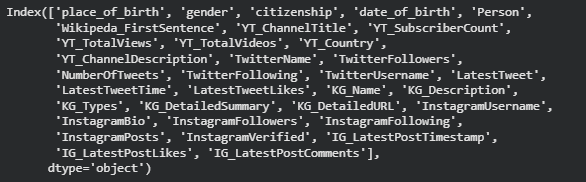 Index(['place_of_birth', 'gender', 'citizenship', 'date_of_birth', 'Person',
'Wikipeda_FirstSentence', 'YT_ChannelTitle', 'YT_SubscriberCount',
'YT_TotalViews', 'YT_TotalVideos', 'YT_Country',
'YT_ChannelDescription', 'TwitterName', 'TwitterFollowers',
'NumberOfTweets', 'TwitterFollowing', 'TwitterUsername', 'LatestTweet',
'LatestTweetTime', 'LatestTweetLikes', 'KG_Name', 'KG_Description',
'KG_Types', 'KG_DetailedSummary', 'KG_DetailedURL', 'InstagramUsername',
'InstagramBio', 'InstagramFollowers', 'InstagramFollowing',
'InstagramPosts', 'InstagramVerified', 'IG_LatestPostTimestamp',
'IG_LatestPostLikes', 'IG_LatestPostComments'],
dtype='object')